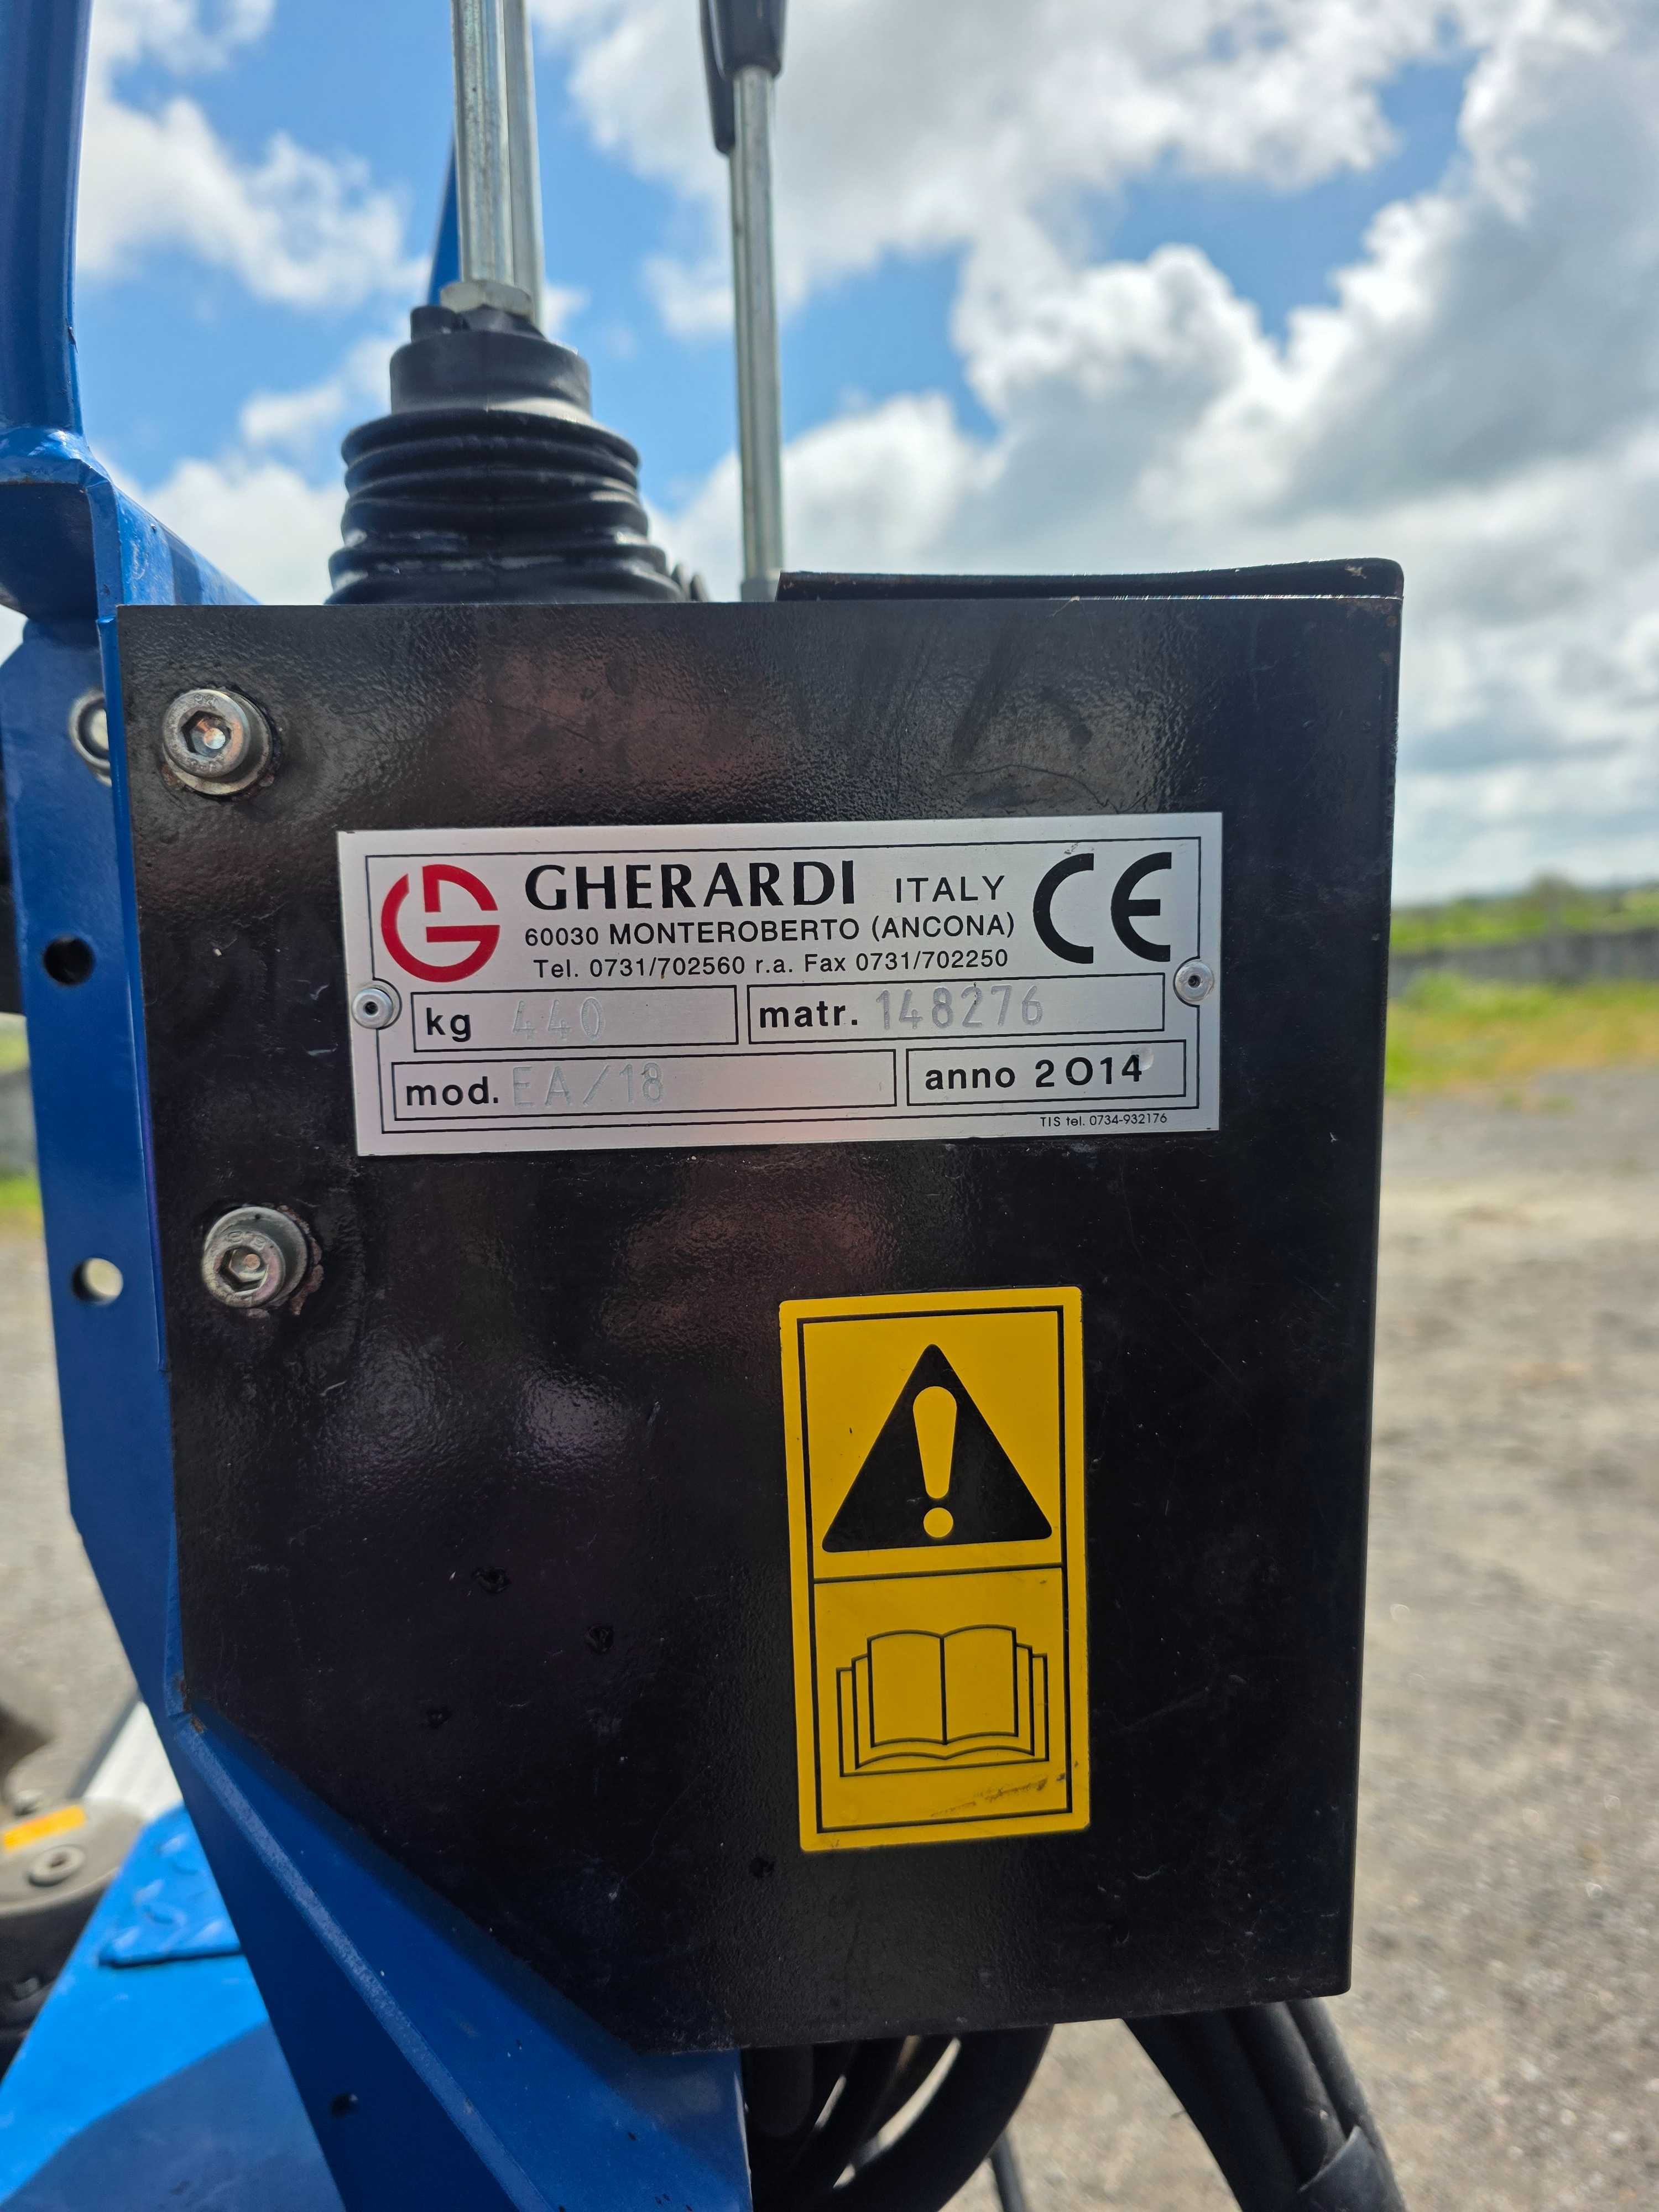 GHERARDI ITALY CE
60030 MONTEROBERTO (ANCONA)
Tel. 0731/702560 r.a. Fax 0731/702250
kg 440 matr. 148276
mod. EA/18 anno 2014
TIS tel. 0734-932176